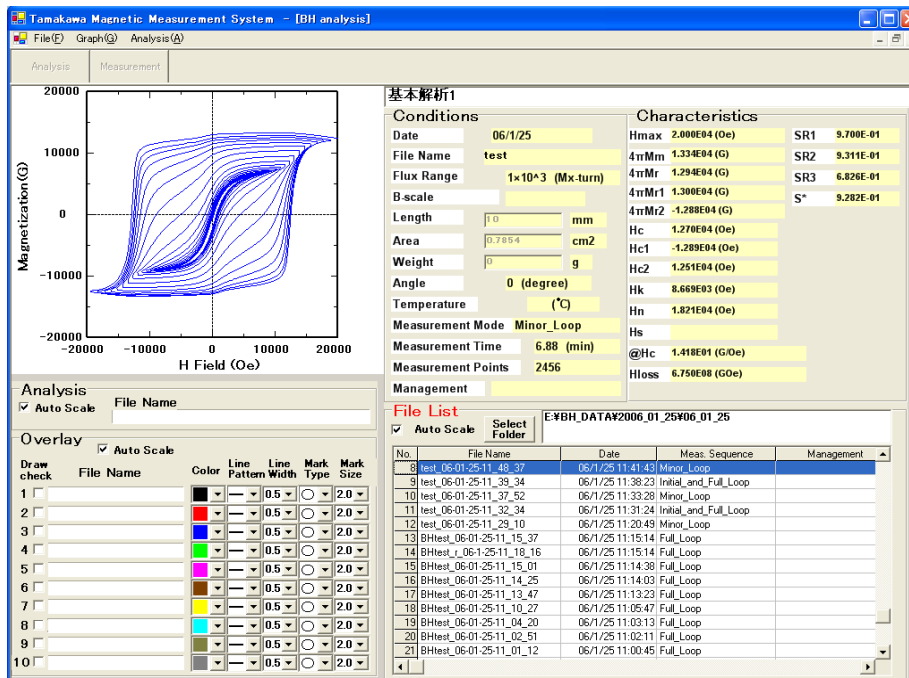 Tamakawa Magnetic Measurement System - [BH analysis]
File(F) Graph(G) Analysis(A)
Analysis Measurement
20000
10000
0
-10000
-20000
Magnetization(G)
-20000 -10000 0 10000 20000
H Field (Oe)
基本解析1
Conditions
Date 06/1/25
File Name test
Flux Range 1×10^3 (Mx-turn)
B-scale
Length 10 mm
Area 0.7854 cm2
Weight 0 g
Angle 0 (degree)
Temperature (℃)
Measurement Mode Minor_Loop
Measurement Time 6.88 (min)
Measurement Points 2456
Management
Characteristics
Hmax 2.000E04 (Oe) SR1 9.700E-01
4πMm 1.334E04 (G) SR2 9.311E-01
4πMr 1.294E04 (G) SR3 6.826E-01
4πMr1 1.300E04 (G) S* 9.282E-01
4πMr2 -1.288E04 (G)
Hc 1.270E04 (Oe)
Hc1 -1.289E04 (Oe)
Hc2 1.251E04 (Oe)
Hk 8.669E03 (Oe)
Hn 1.821E04 (Oe)
Hs
@Hc 1.418E01 (G/Oe)
Hloss 6.750E08 (GOe)
Analysis
Auto Scale File Name
Overlay
Auto Scale
Draw check File Name Color Line Pattern Line Width Mark Type Mark Size
1 0.5 2.0
2 0.5 2.0
3 0.5 2.0
4 0.5 2.0
5 0.5 2.0
6 0.5 2.0
7 0.5 2.0
8 0.5 2.0
9 0.5 2.0
10 0.5 2.0
File List
Auto Scale Select Folder E:¥BH_DATA¥2006_01_25¥06_01_25
No. File Name Date Meas. Sequence Management
8 test_06-01-25-11_48_37 06/1/25 11:41:43 Minor_Loop
9 test_06-01-25-11_39_34 06/1/25 11:38:23 Initial_and_Full_Loop
10 test_06-01-25-11_37_52 06/1/25 11:33:28 Minor_Loop
11 test_06-01-25-11_32_34 06/1/25 11:31:24 Initial_and_Full_Loop
12 test_06-01-25-11_29_10 06/1/25 11:20:49 Minor_Loop
13 BHtest_06-01-25-11_15_37 06/1/25 11:15:14 Full_Loop
14 BHtest_r_06-1-25-11_18_16 06/1/25 11:15:14 Full_Loop
15 BHtest_06-01-25-11_15_01 06/1/25 11:14:38 Full_Loop
16 BHtest_06-01-25-11_14_25 06/1/25 11:14:03 Full_Loop
17 BHtest_06-01-25-11_13_47 06/1/25 11:13:23 Full_Loop
18 BHtest_06-01-25-11_10_27 06/1/25 11:05:47 Full_Loop
19 BHtest_06-01-25-11_04_20 06/1/25 11:03:13 Full_Loop
20 BHtest_06-01-25-11_02_51 06/1/25 11:02:11 Full_Loop
21 BHtest_06-01-25-11_01_12 06/1/25 11:00:45 Full_Loop